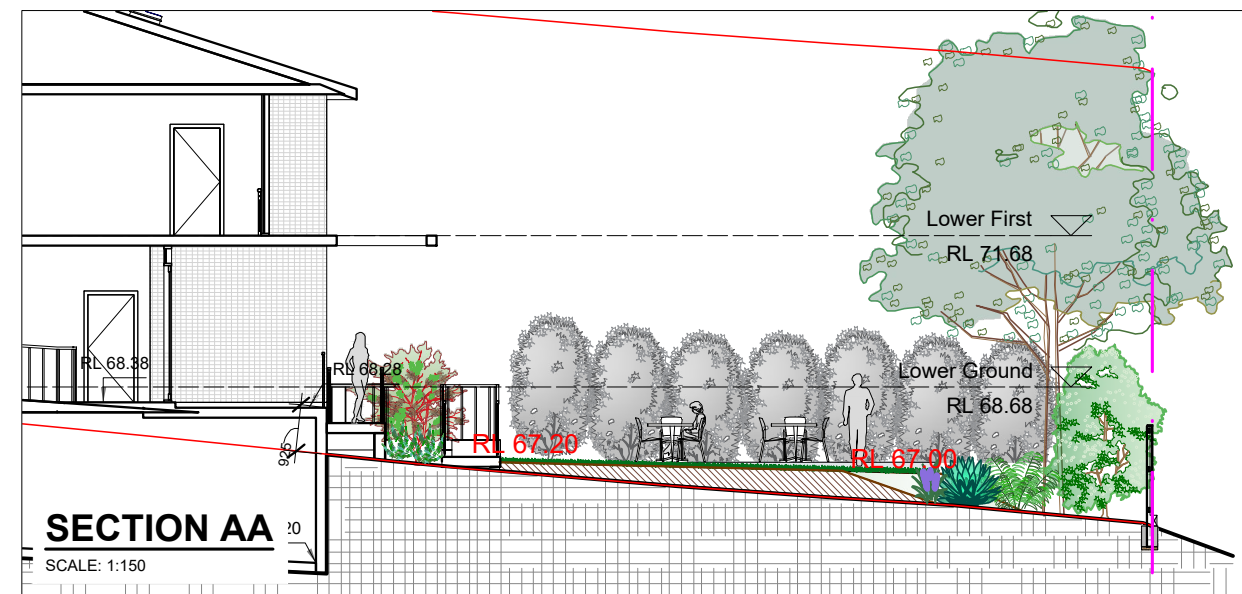 Lower First
RL 71.68
RL 68.38
RL 68.28
Lower Ground
RL 68.68
925
RL 67.20
RL 67.00
SECTION AA
20
SCALE: 1:150